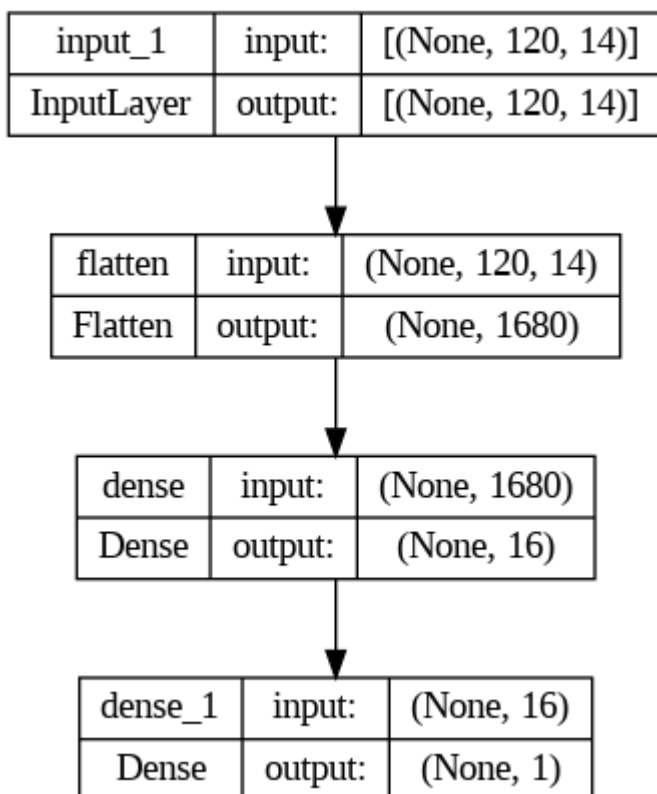 input_1 input: [(None, 120, 14)]
InputLayer output: [(None, 120, 14)]
flatten input: (None, 120, 14)
Flatten output: (None, 1680)
dense input: (None, 1680)
Dense output: (None, 16)
dense_1 input: (None, 16)
Dense output: (None, 1)